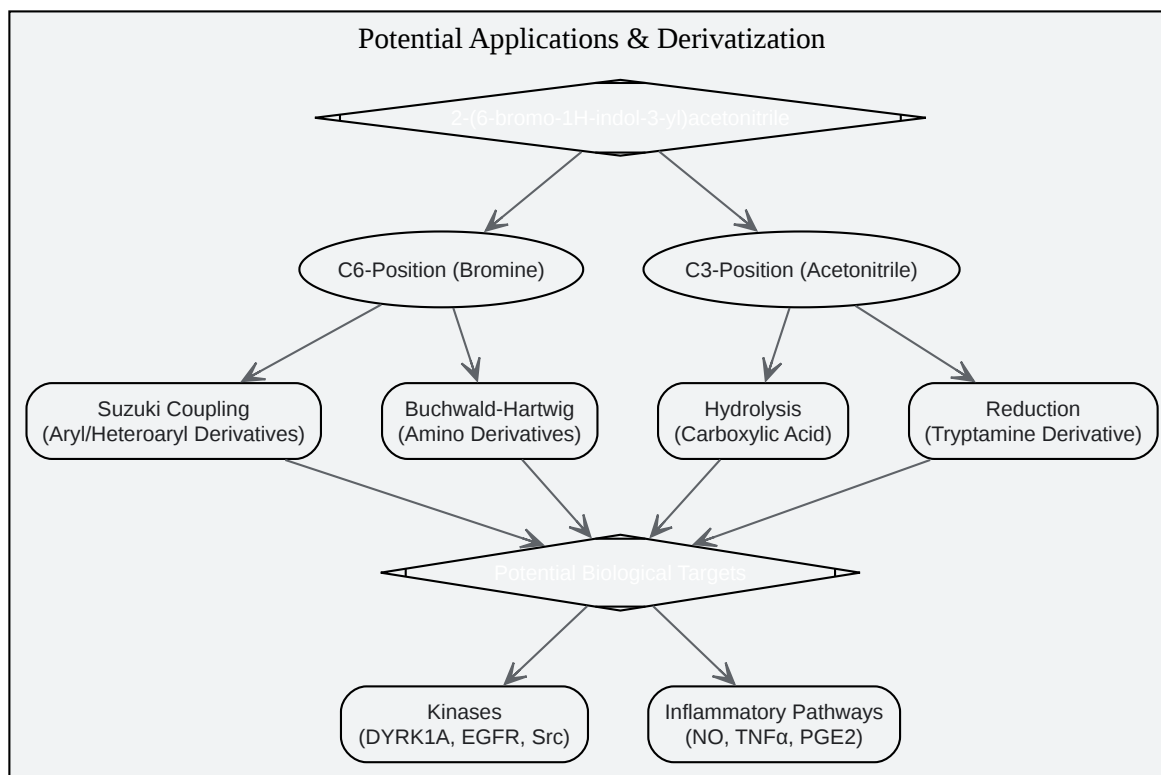 Potential Applications & Derivatization
2-(6-bromo-1H-indol-3-yl)acetonitrile
C6-Position (Bromine)
C3-Position (Acetonitrile)
Suzuki Coupling
(Aryl/Heteroaryl Derivatives)
Buchwald-Hartwig
(Amino Derivatives)
Hydrolysis
(Carboxylic Acid)
Reduction
(Tryptamine Derivative)
Potential Biological Targets
Kinases
(DYRK1A, EGFR, Src)
Inflammatory Pathways
(NO, TNFα, PGE2)